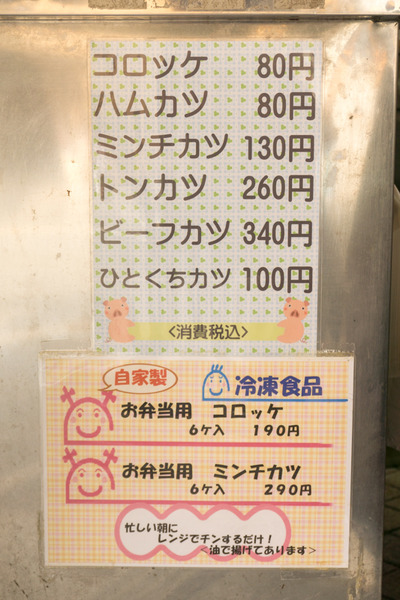 コロッケ 80円
ハムカツ 80円
ミンチカツ 130円
トンカツ 260円
ビーフカツ 340円
ひとくちカツ 100円
<消費税込>
自家製 冷凍食品
お弁当用 コロッケ
6ケ入 190円
お弁当用 ミンチカツ
6ケ入 290円
忙しい朝に
レンジでチンするだけ!
<油で揚げてあります>